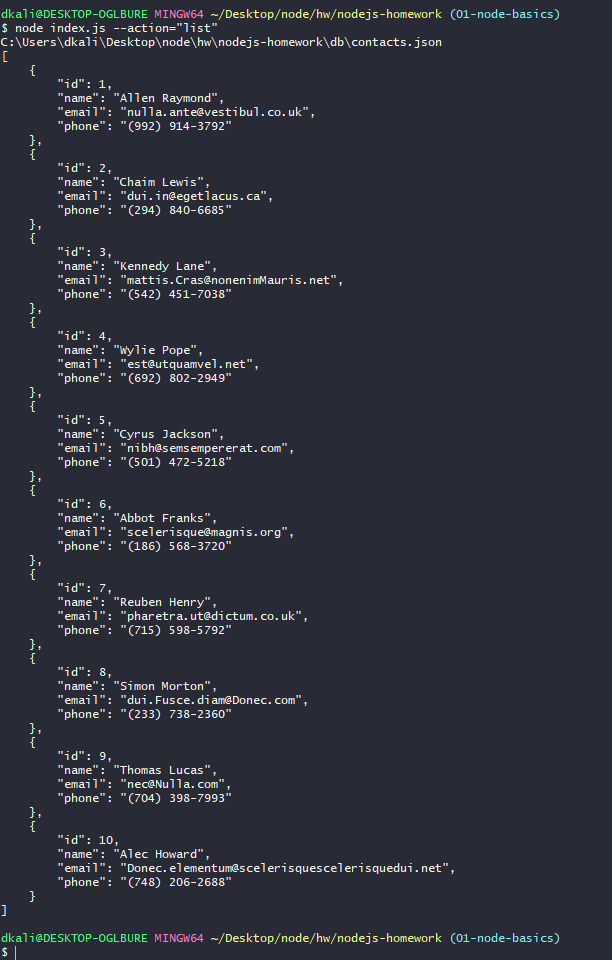 dkali@DESKTOP-OGLBURE MINGW64 ~/Desktop/node/hw/nodejs-homework (01-node-basics)
$ node index.js --action="list"
C:\Users\dkali\Desktop\node\hw\nodejs-homework\db\contacts.json
[
    {
        "id": 1,
        "name": "Allen Raymond",
        "email": "nulla.ante@vestibul.co.uk",
        "phone": "(992) 914-3792"
    },
    {
        "id": 2,
        "name": "Chaim Lewis",
        "email": "dui.in@egetlacus.ca",
        "phone": "(294) 840-6685"
    },
    {
        "id": 3,
        "name": "Kennedy Lane",
        "email": "mattis.Cras@nonenimMauris.net",
        "phone": "(542) 451-7038"
    },
    {
        "id": 4,
        "name": "Wylie Pope",
        "email": "est@utquamvel.net",
        "phone": "(692) 802-2949"
    },
    {
        "id": 5,
        "name": "Cyrus Jackson",
        "email": "nibh@semsempererat.com",
        "phone": "(501) 472-5218"
    },
    {
        "id": 6,
        "name": "Abbot Franks",
        "email": "scelerisque@magnis.org",
        "phone": "(186) 568-3720"
    },
    {
        "id": 7,
        "name": "Reuben Henry",
        "email": "pharetra.ut@dictum.co.uk",
        "phone": "(715) 598-5792"
    },
    {
        "id": 8,
        "name": "Simon Morton",
        "email": "dui.Fusce.diam@Donec.com",
        "phone": "(233) 738-2360"
    },
    {
        "id": 9,
        "name": "Thomas Lucas",
        "email": "nec@Nulla.com",
        "phone": "(704) 398-7993"
    },
    {
        "id": 10,
        "name": "Alec Howard",
        "email": "Donec.elementum@scelerisquescelerisquedui.net",
        "phone": "(748) 206-2688"
    }
]
dkali@DESKTOP-OGLBURE MINGW64 ~/Desktop/node/hw/nodejs-homework (01-node-basics)
$